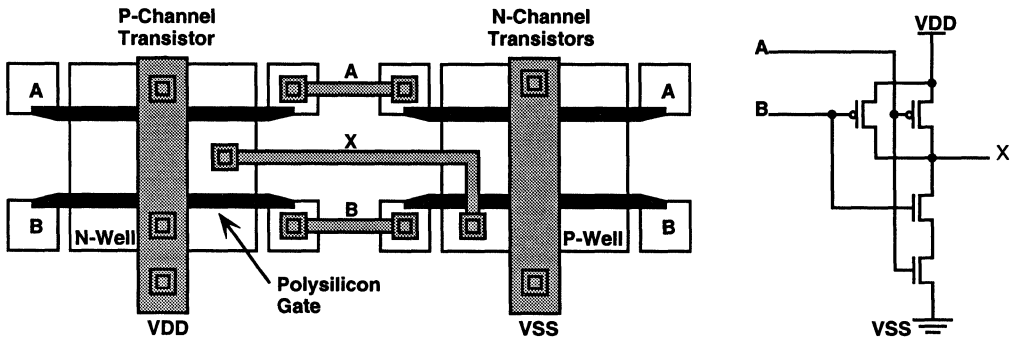 P-Channel
Transistor
N-Channel
Transistors
A
A
A
X
B
B
B
N-Well
P-Well
Polysilicon
Gate
VDD
VSS
VDD
A
B
X
VSS